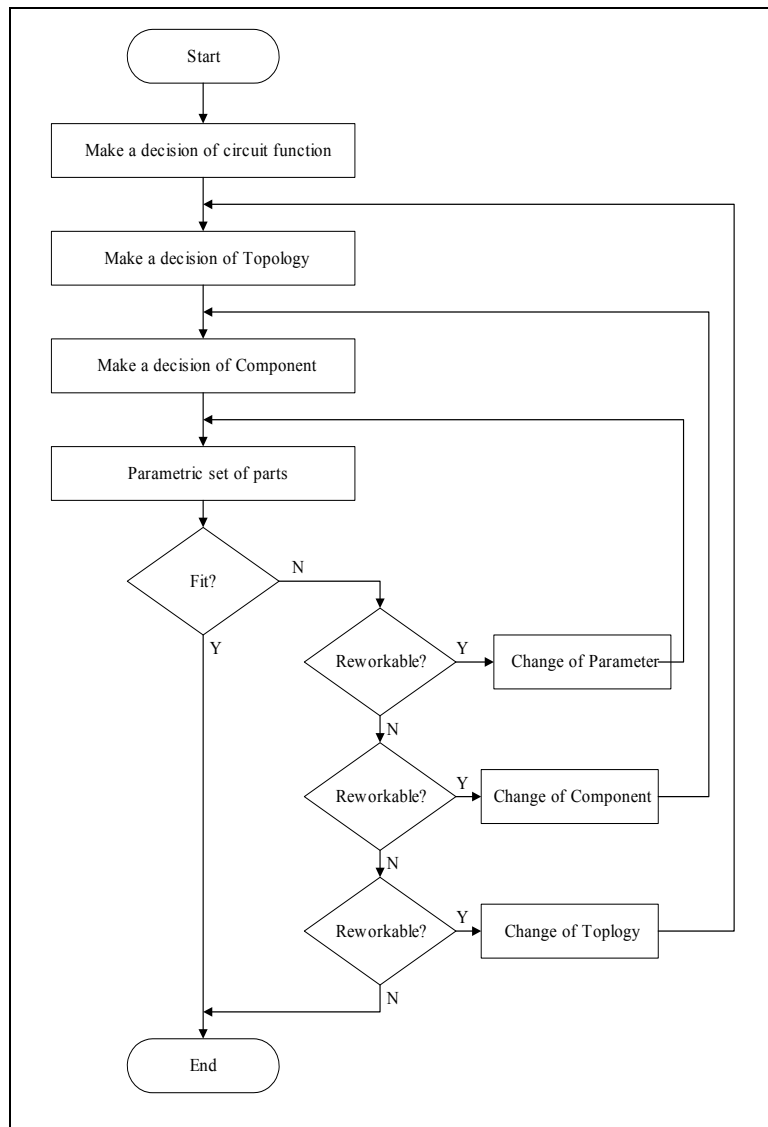 Start
Make a decision of circuit function
Make a decision of Topology
Make a decision of Component
Parametric set of parts
Fit?
N
Y
Reworkable?
Y
Change of Parameter
N
Reworkable?
Y
Change of Component
N
Reworkable?
Y
Change of Toplogy
N
End